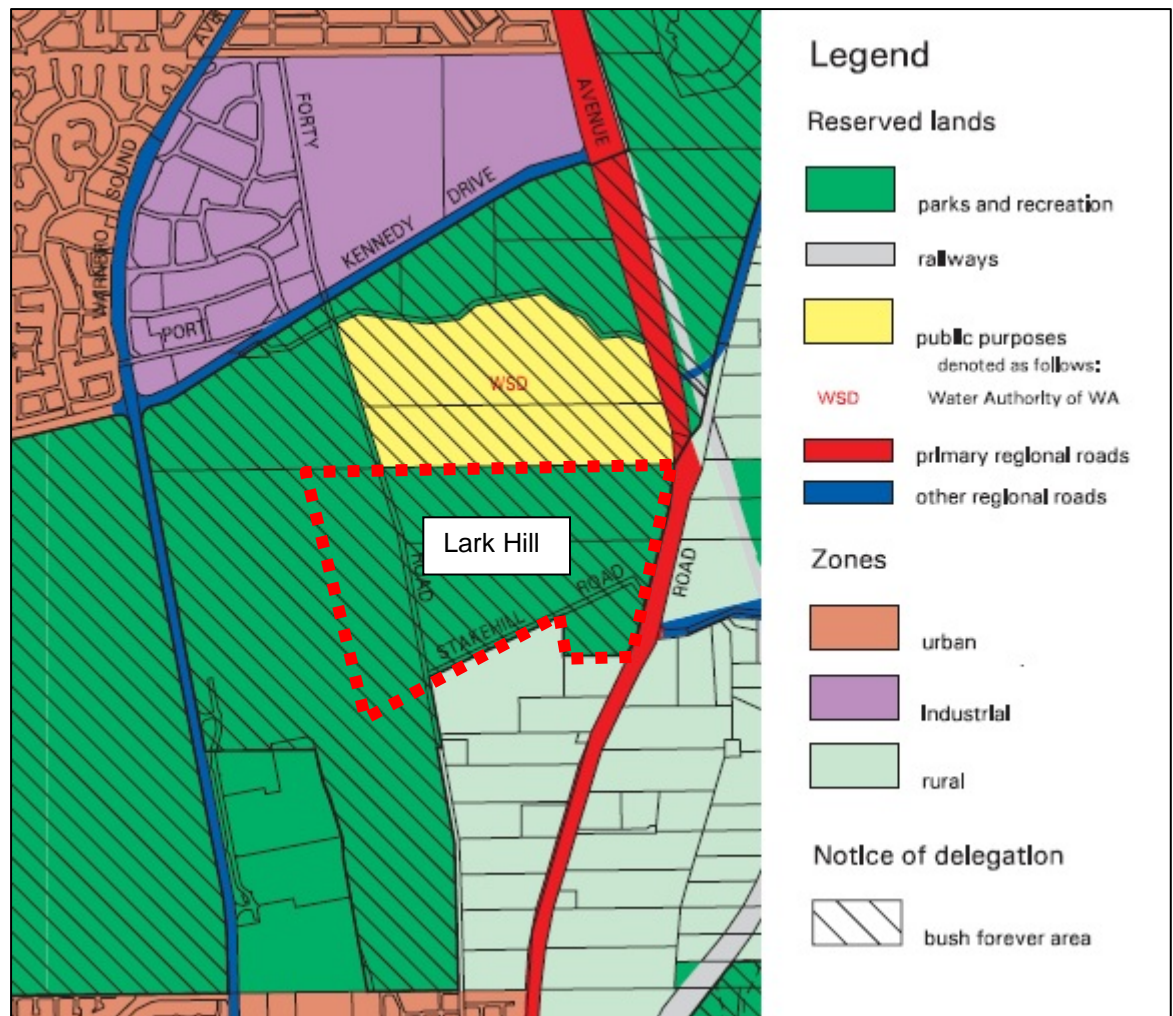 AVE
WARNBRO SOUND
FORTY
AVENUE
KENNEDY DRIVE
PORT
WSD
Lark Hill
ROAD
STAKEHILL ROAD
ROAD
Legend
Reserved lands
parks and recreation
railways
public purposes
denoted as follows:
WSD Water Authority of WA
primary regional roads
other regional roads
Zones
urban
Industrial
rural
Notice of delegation
bush forever area